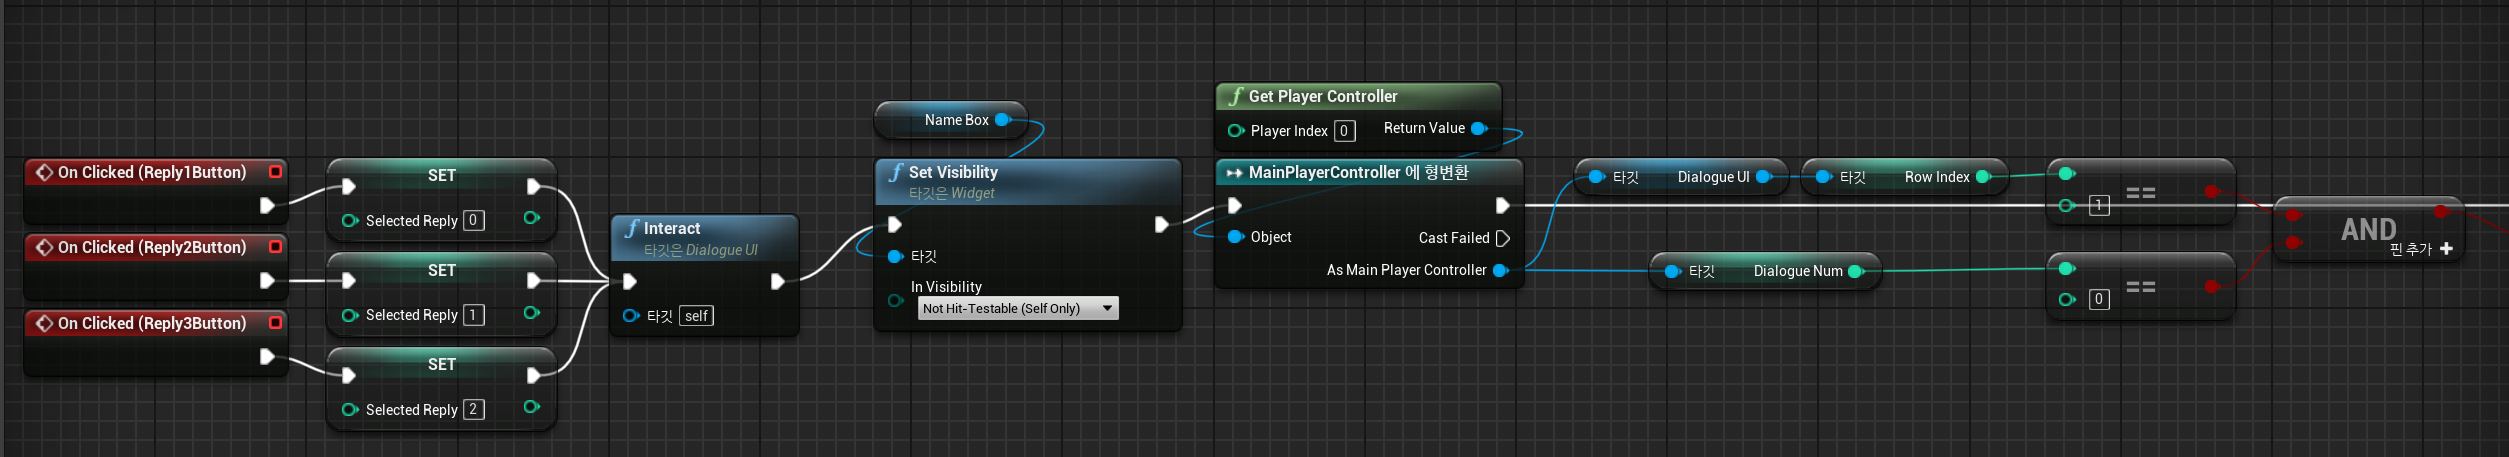 On Clicked (Reply1Button)
On Clicked (Reply2Button)
On Clicked (Reply3Button)
SET
Selected Reply 0
SET
Selected Reply 1
SET
Selected Reply 2
Interact
타깃은 Dialogue UI
타깃 self
Name Box
Set Visibility
타깃은 Widget
타깃
In Visibility
Not Hit-Testable (Self Only)
Get Player Controller
Player Index 0 Return Value
MainPlayerController 에 형변환
Object
Cast Failed
As Main Player Controller
타깃 Dialogue UI
타깃 Row Index
타깃 Dialogue Num
==
1
==
0
AND
핀 추가